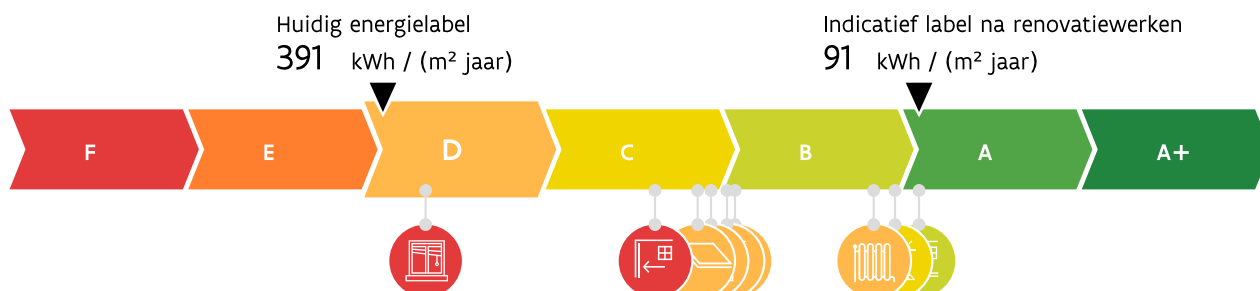 Huidig energielabel
391 kWh / (m² jaar)
Indicatief label na renovatiewerken
91 kWh / (m² jaar)
F E D C B A A+